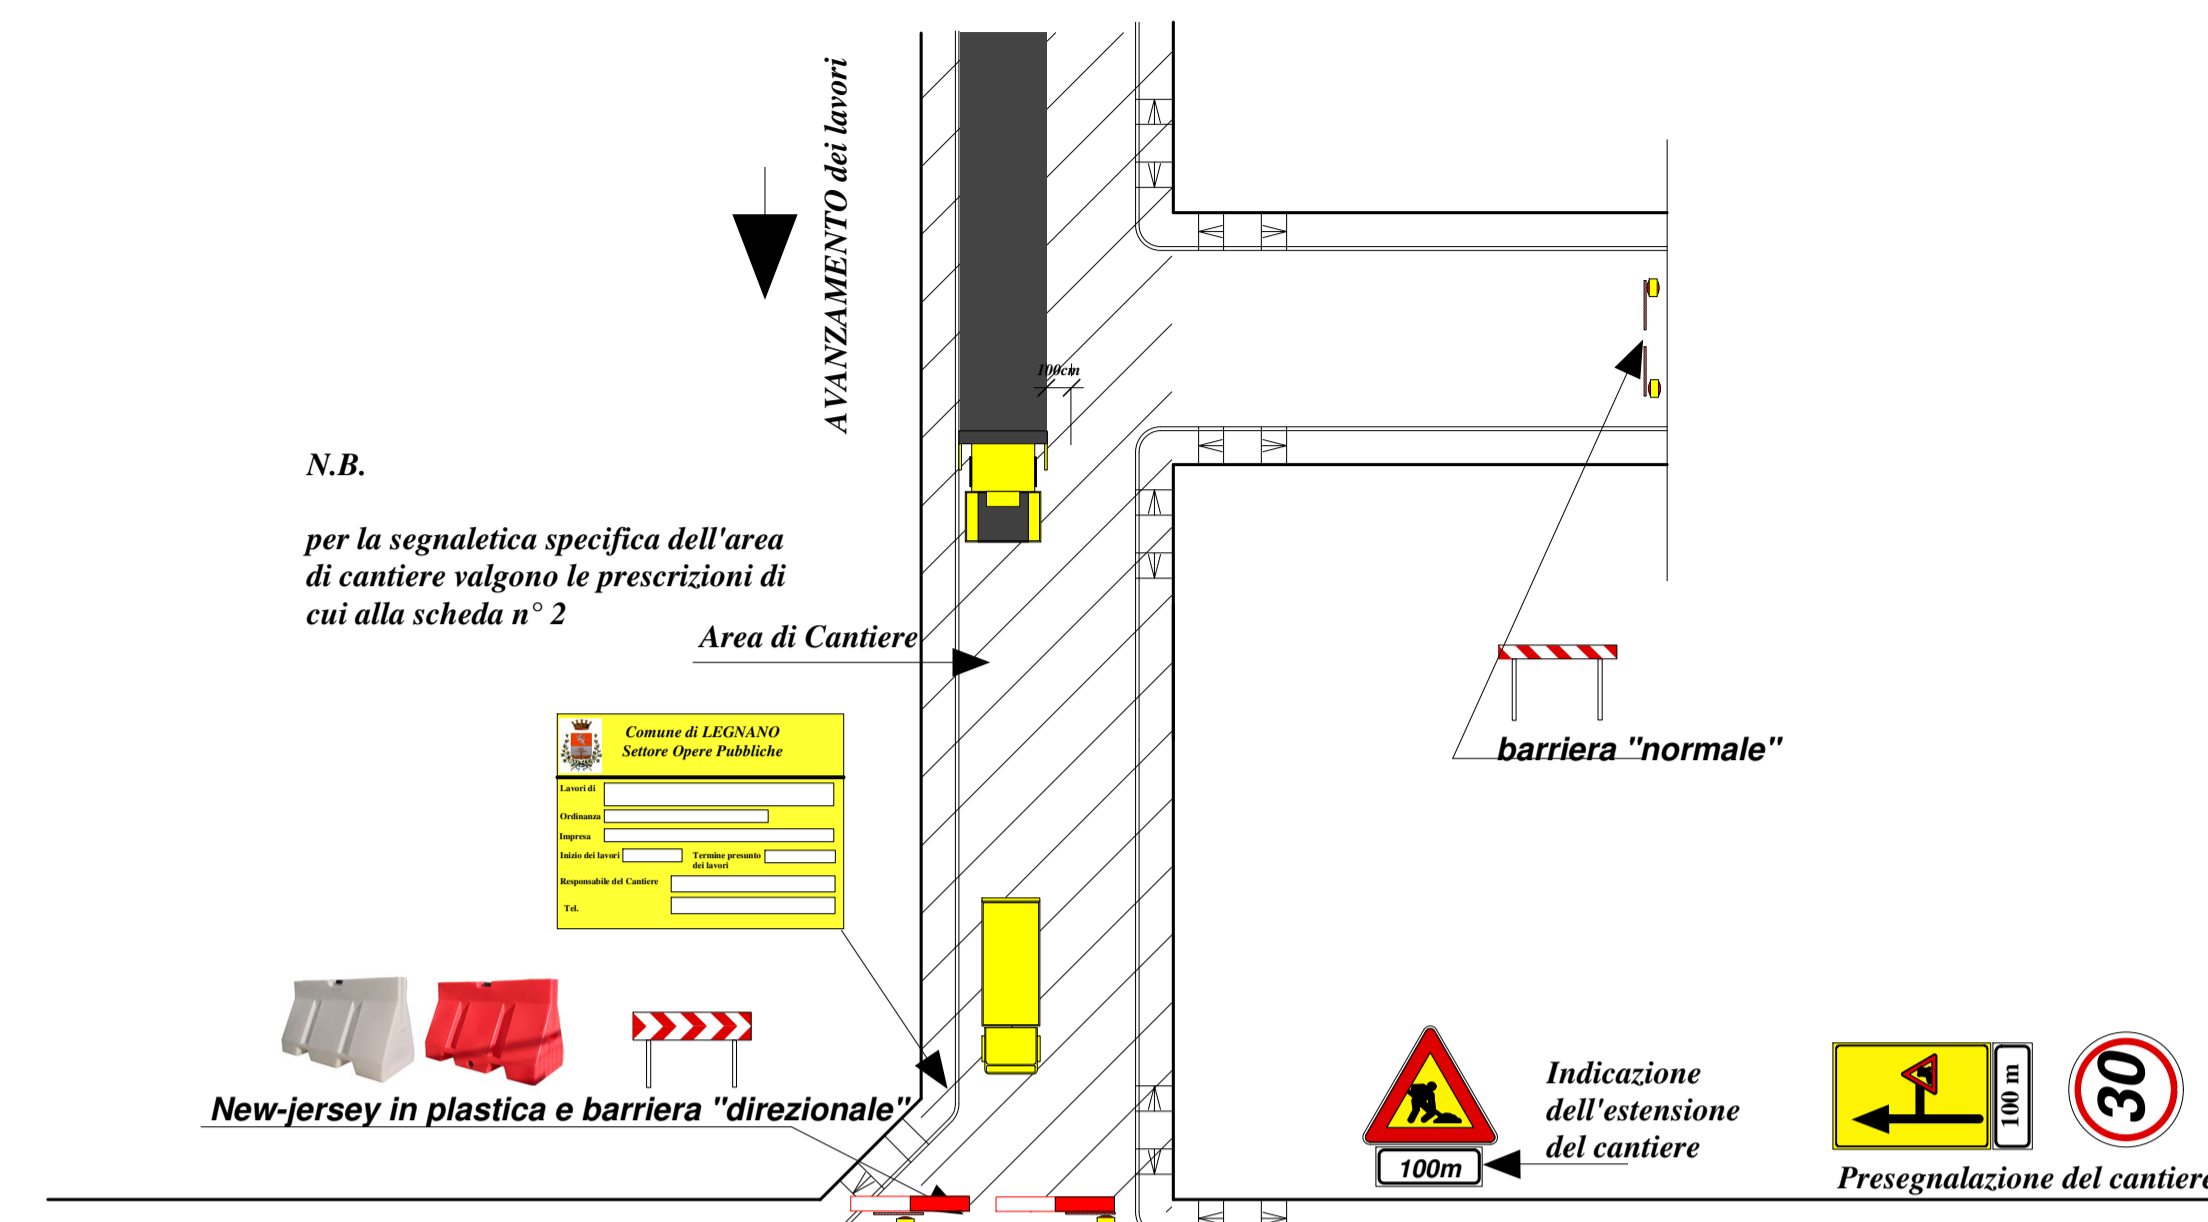 AVANZAMENTO dei lavori
100cm
N.B.
per la segnaletica specifica dell'area
di cantiere valgono le prescrizioni di
cui alla scheda n° 2
Area di Cantiere
Comune di LEGNANO
Settore Opere Pubbliche
Lavori di
Ordinanza
Impresa
Inizio dei lavori
Termine presunto
dei lavori
Responsabile del Cantiere
Tel.
barriera "normale"
New-jersey in plastica e barriera "direzionale"
100m
Indicazione
dell'estensione
del cantiere
100 m
30
Presegnalazione del cantiere